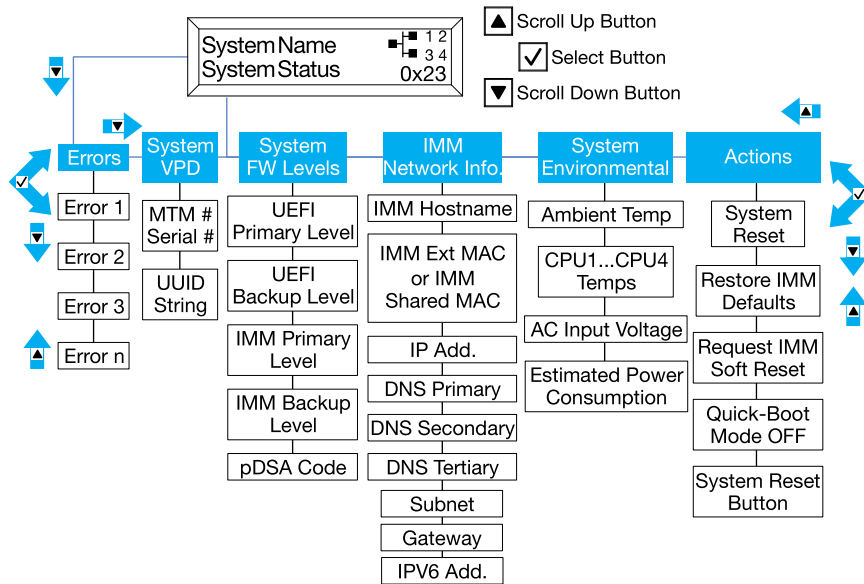 System Name
System Status
1 2
3 4
0x23
Scroll Up Button
Select Button
Scroll Down Button
Errors
Error 1
Error 2
Error 3
Error n
System
VPD
MTM #
Serial #
UUID
String
System
FW Levels
UEFI
Primary Level
UEFI
Backup Level
IMM Primary
Level
IMM Backup
Level
pDSA Code
IMM
Network Info.
IMM Hostname
IMM Ext MAC
or IMM
Shared MAC
IP Add.
DNS Primary
DNS Secondary
DNS Tertiary
Subnet
Gateway
IPV6 Add.
System
Environmental
Ambient Temp
CPU1...CPU4
Temps
AC Input Voltage
Estimated Power
Consumption
Actions
System
Reset
Restore IMM
Defaults
Request IMM
Soft Reset
Quick-Boot
Mode OFF
System Reset
Button